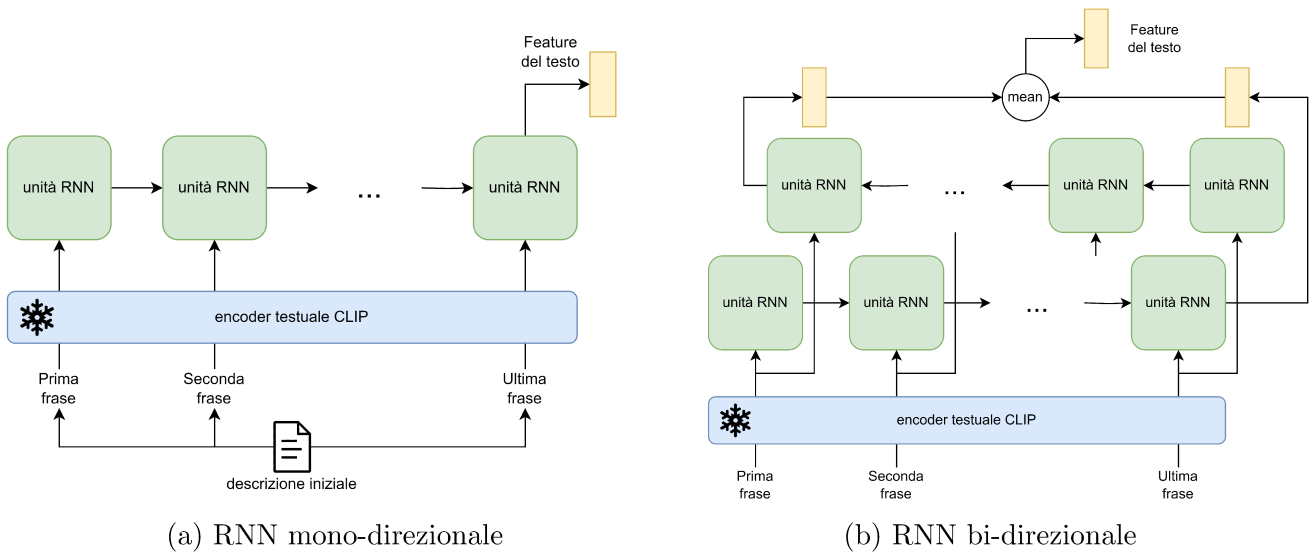 Feature
del testo
unità RNN
unità RNN
...
unità RNN
encoder testuale CLIP
Prima
frase
Seconda
frase
Ultima
frase
descrizione iniziale
(a) RNN mono-direzionale
Feature
del testo
mean
unità RNN
...
unità RNN
unità RNN
unità RNN
unità RNN
...
unità RNN
encoder testuale CLIP
Prima
frase
Seconda
frase
Ultima
frase
(b) RNN bi-direzionale